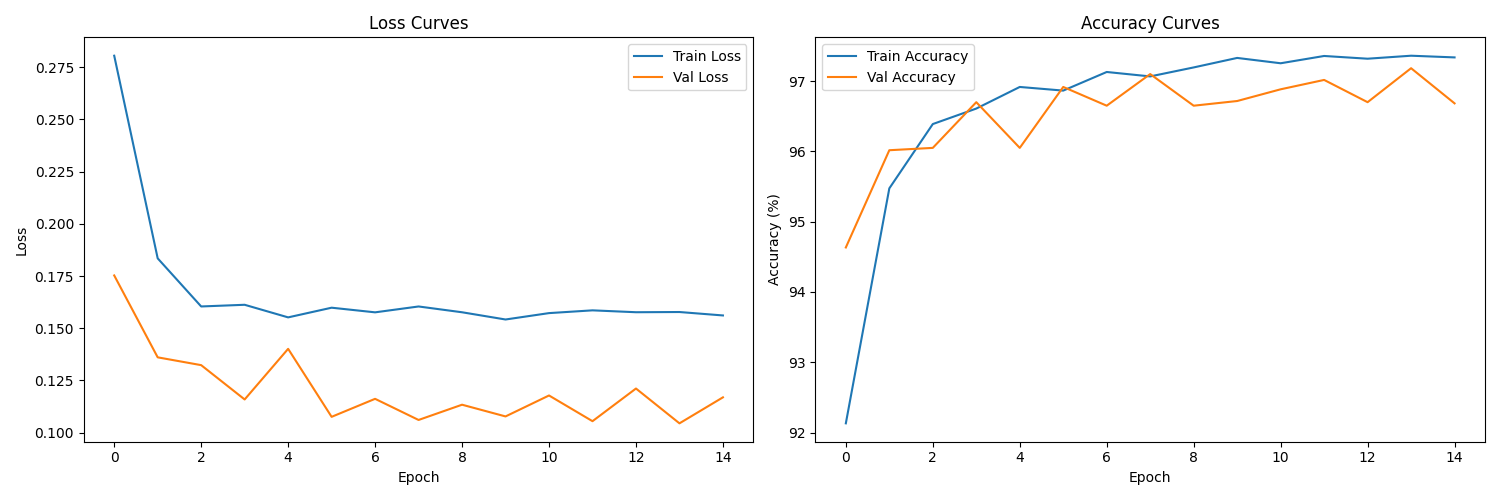 Loss Curves
Train Loss
Val Loss
0.275
0.250
0.225
0.200
0.175
0.150
0.125
0.100
Loss
0 2 4 6 8 10 12 14
Epoch
Accuracy Curves
Train Accuracy
Val Accuracy
97
96
95
94
93
92
Accuracy (%)
0 2 4 6 8 10 12 14
Epoch